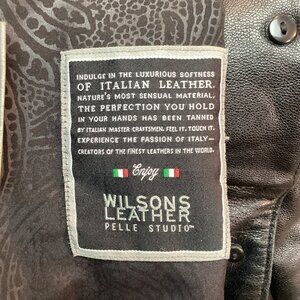 INDULGE IN THE LUXURIOUS SOFTNESS
OF ITALIAN LEATHER.
NATURE'S MOST SENSUAL MATERIAL.
THE PERFECTION YOU HOLD
IN YOUR HANDS HAS BEEN TANNED
BY ITALIAN MASTER CRAFTSMEN. FEEL IT. TOUCH IT.
EXPERIENCE THE PASSION OF ITALY—
CREATORS OF THE FINEST LEATHERS IN THE WORLD.
Enjoy
WILSONS
LEATHER
PELLE STUDIO™